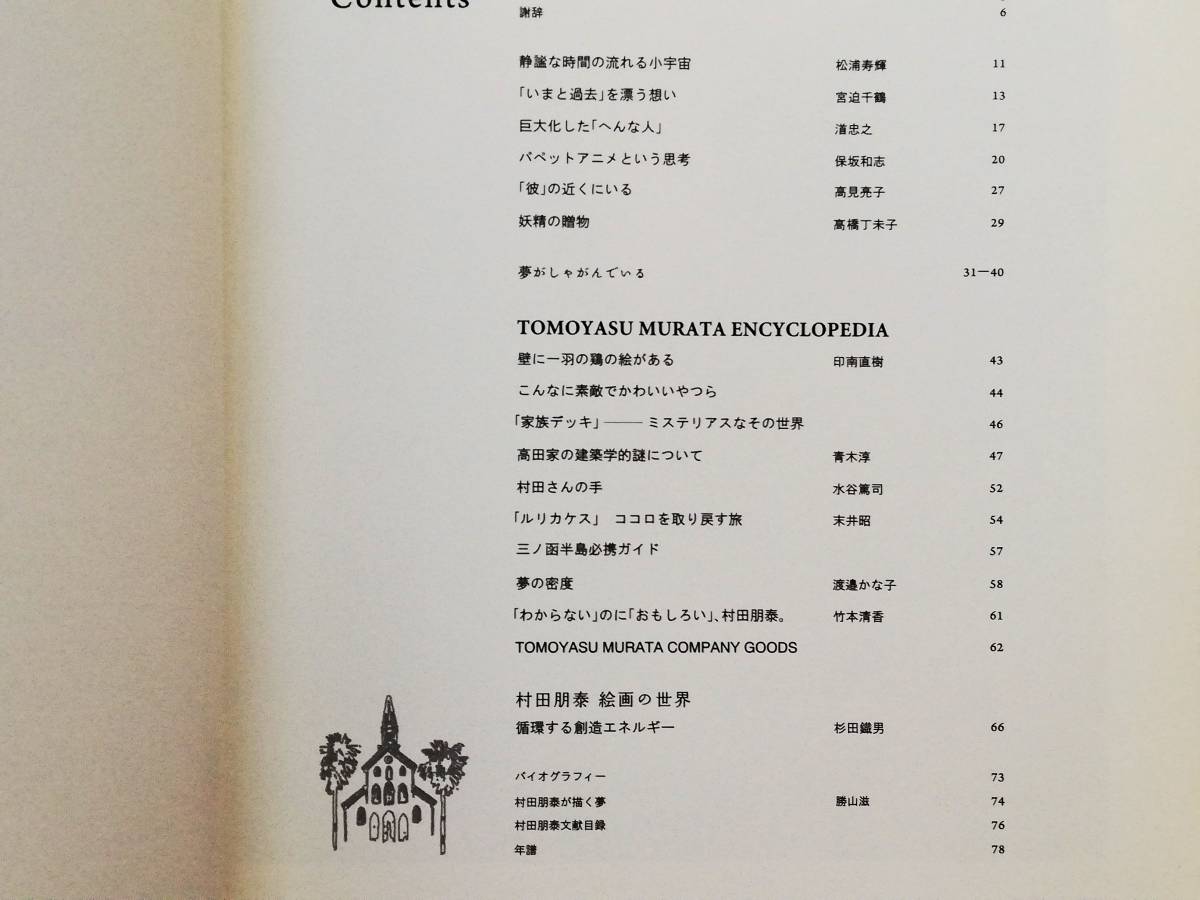 Contents
謝辞 6
静謐な時間の流れる小宇宙 松浦寿輝 11
「いまと過去」を漂う想い 宮迫千鶴 13
巨大化した「へんな人」 渞忠之 17
パペットアニメという思考 保坂和志 20
「彼」の近くにいる 高見亮子 27
妖精の贈物 高橋丁未子 29
夢がしゃがんでいる 31—40
TOMOYASU MURATA ENCYCLOPEDIA
壁に一羽の鶏の絵がある 印南直樹 43
こんなに素敵でかわいいやつら 44
「家族デッキ」——— ミステリアスなその世界 46
高田家の建築学的謎について 青木淳 47
村田さんの手 水谷篤司 52
「ルリカケス」 ココロを取り戻す旅 末井昭 54
三ノ函半島必携ガイド 57
夢の密度 渡邉かな子 58
「わからない」のに「おもしろい」、村田朋泰。 竹本清香 61
TOMOYASU MURATA COMPANY GOODS 62
村田朋泰 絵画の世界
循環する創造エネルギー 杉田鐵男 66
バイオグラフィー 73
村田朋泰が描く夢 勝山滋 74
村田朋泰文献目録 76
年譜 78